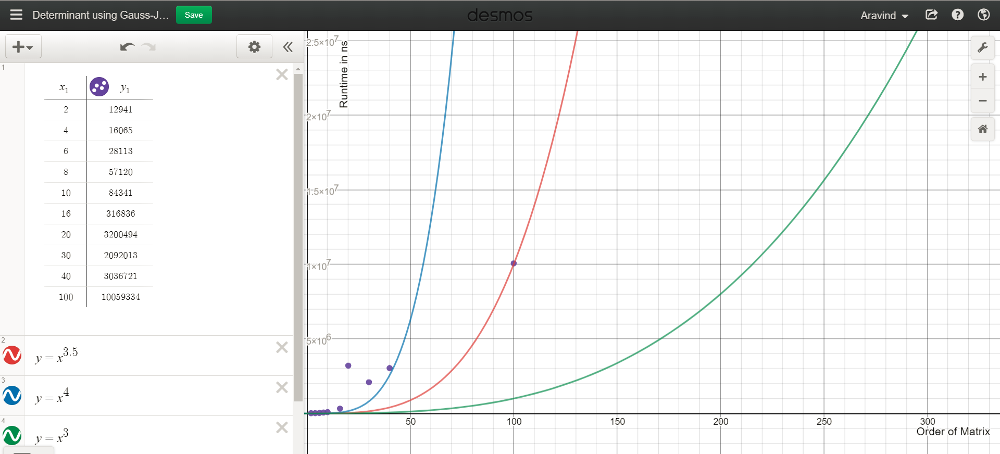 Determinant using Gauss-J...
Save
desmos
Aravind
1
x₁ y₁
2 12941
4 16065
6 28113
8 57120
10 84341
16 316836
20 3200494
30 2092013
40 3036721
100 10059334
2
y = x^3.5
3
y = x^4
4
y = x^3
Runtime in ns
2.5×10^7
2×10^7
1.5×10^7
1×10^7
5×10^6
50 100 150 200 250 300
Order of Matrix